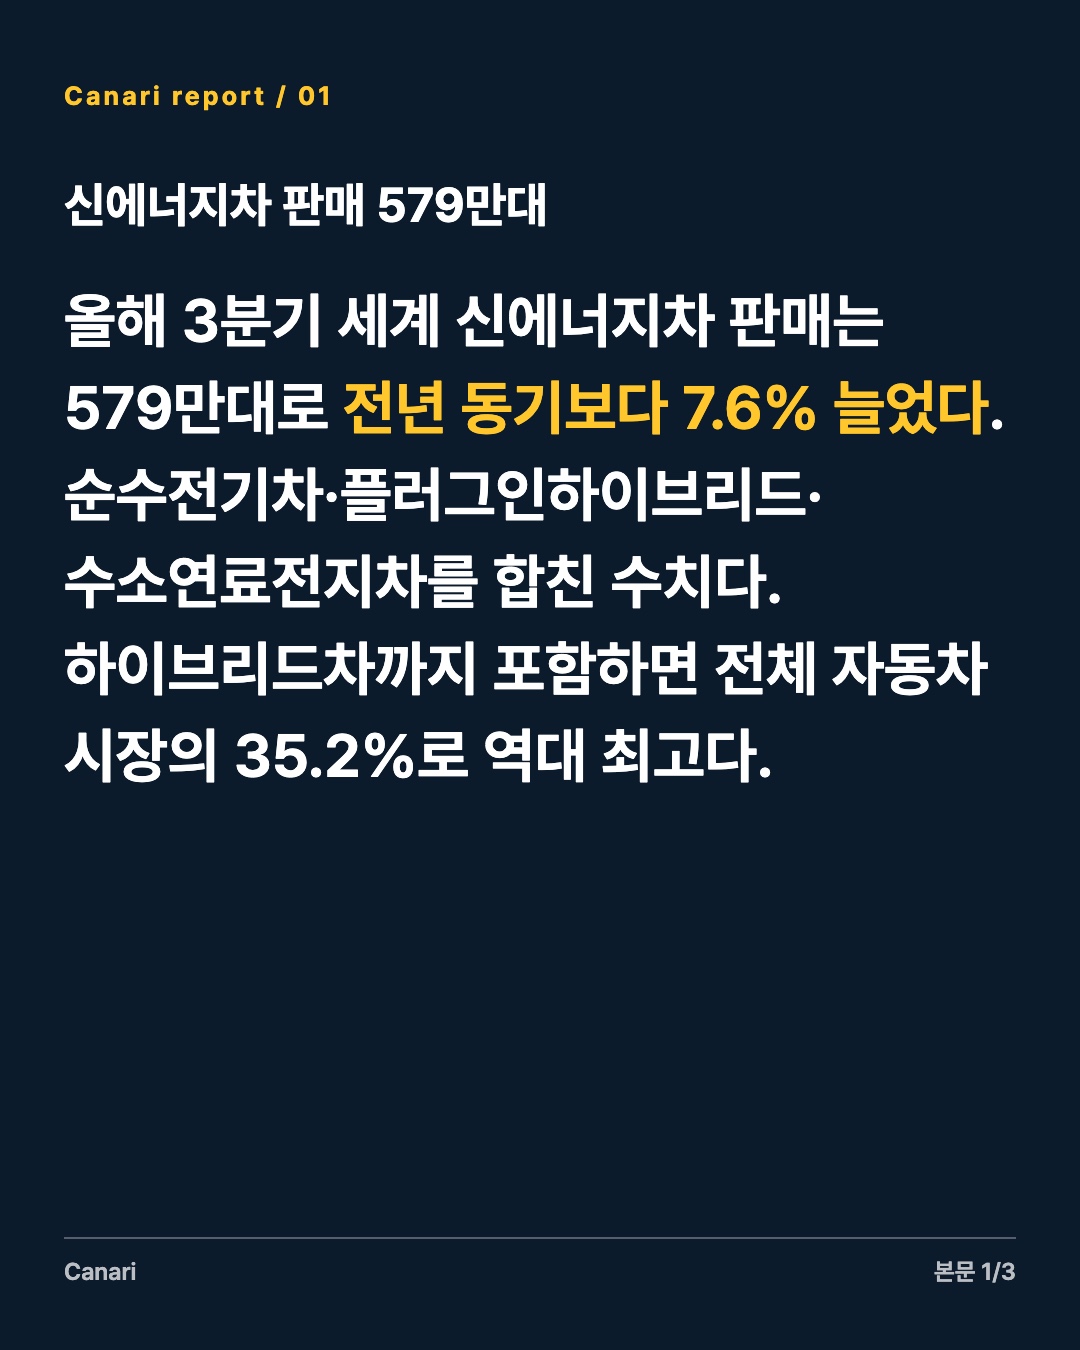 Canari report / 01
신에너지차 판매 579만대
올해 3분기 세계 신에너지차 판매는
579만대로 전년 동기보다 7.6% 늘었다.
순수전기차·플러그인하이브리드·
수소연료전지차를 합친 수치다.
하이브리드차까지 포함하면 전체 자동차
시장의 35.2%로 역대 최고다.
Canari
본문 1/3